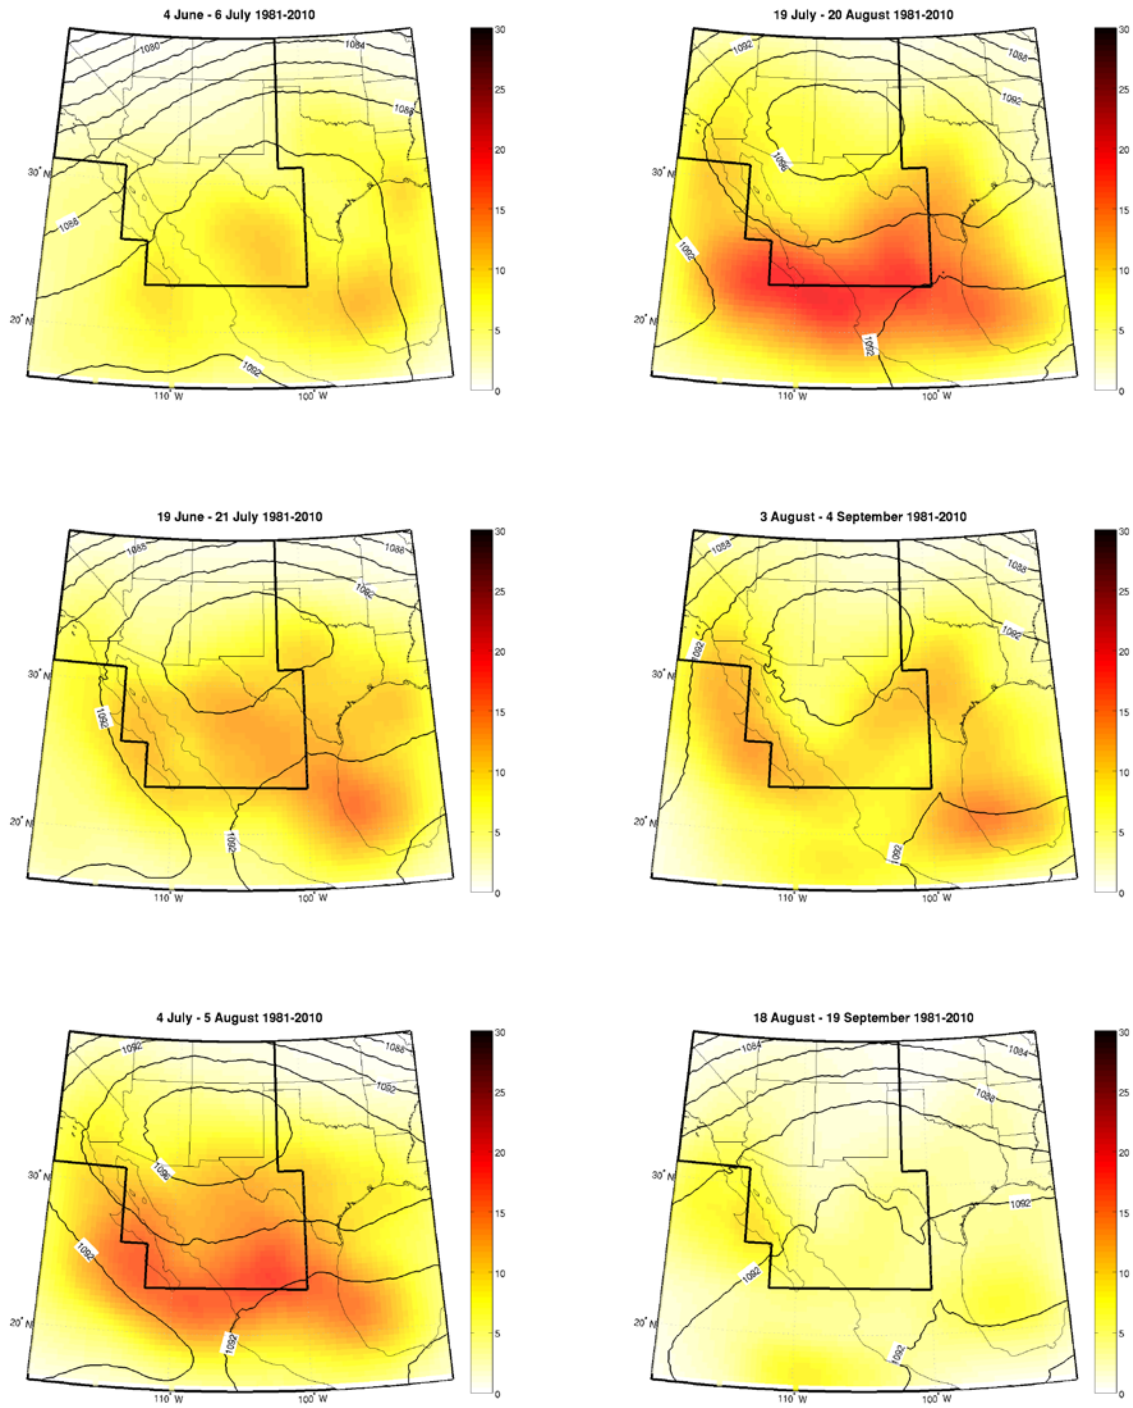 4 June - 6 July 1981-2010
1080
1084
1088
1088
1092
30° N
20° N
110° W
100° W
30
25
20
15
10
5
0
19 July - 20 August 1981-2010
1092
1088
1092
1096
1092
1092
30° N
20° N
110° W
100° W
30
25
20
15
10
5
0
19 June - 21 July 1981-2010
1088
1088
1092
1092
1092
30° N
20° N
110° W
100° W
30
25
20
15
10
5
0
3 August - 4 September 1981-2010
1088
1088
1092
1092
1092
30° N
20° N
110° W
100° W
30
25
20
15
10
5
0
4 July - 5 August 1981-2010
1092
1088
1092
1096
1092
1092
30° N
20° N
110° W
100° W
30
25
20
15
10
5
0
18 August - 19 September 1981-2010
1084
1084
1088
1092
1092
1092
30° N
20° N
110° W
100° W
30
25
20
15
10
5
0